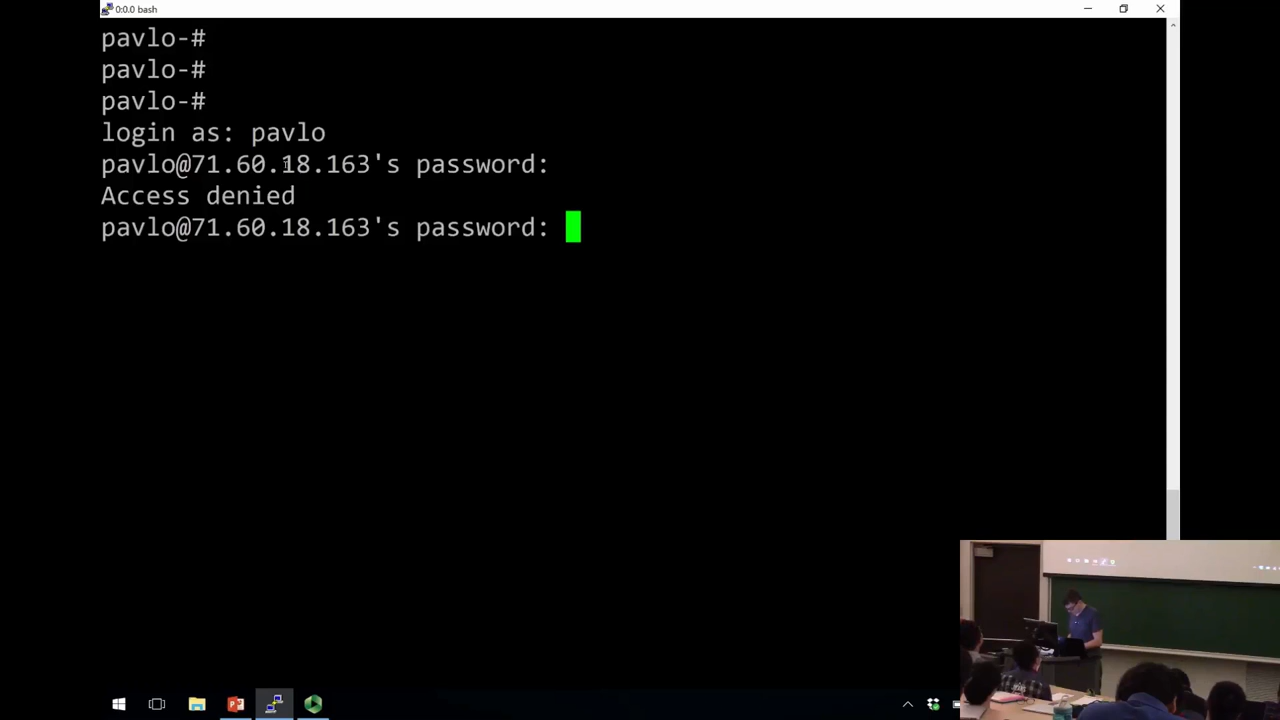 0:0.0 bash
pavlo-#
pavlo-#
pavlo-#
login as: pavlo
pavlo@71.60.18.163's password:
Access denied
pavlo@71.60.18.163's password: